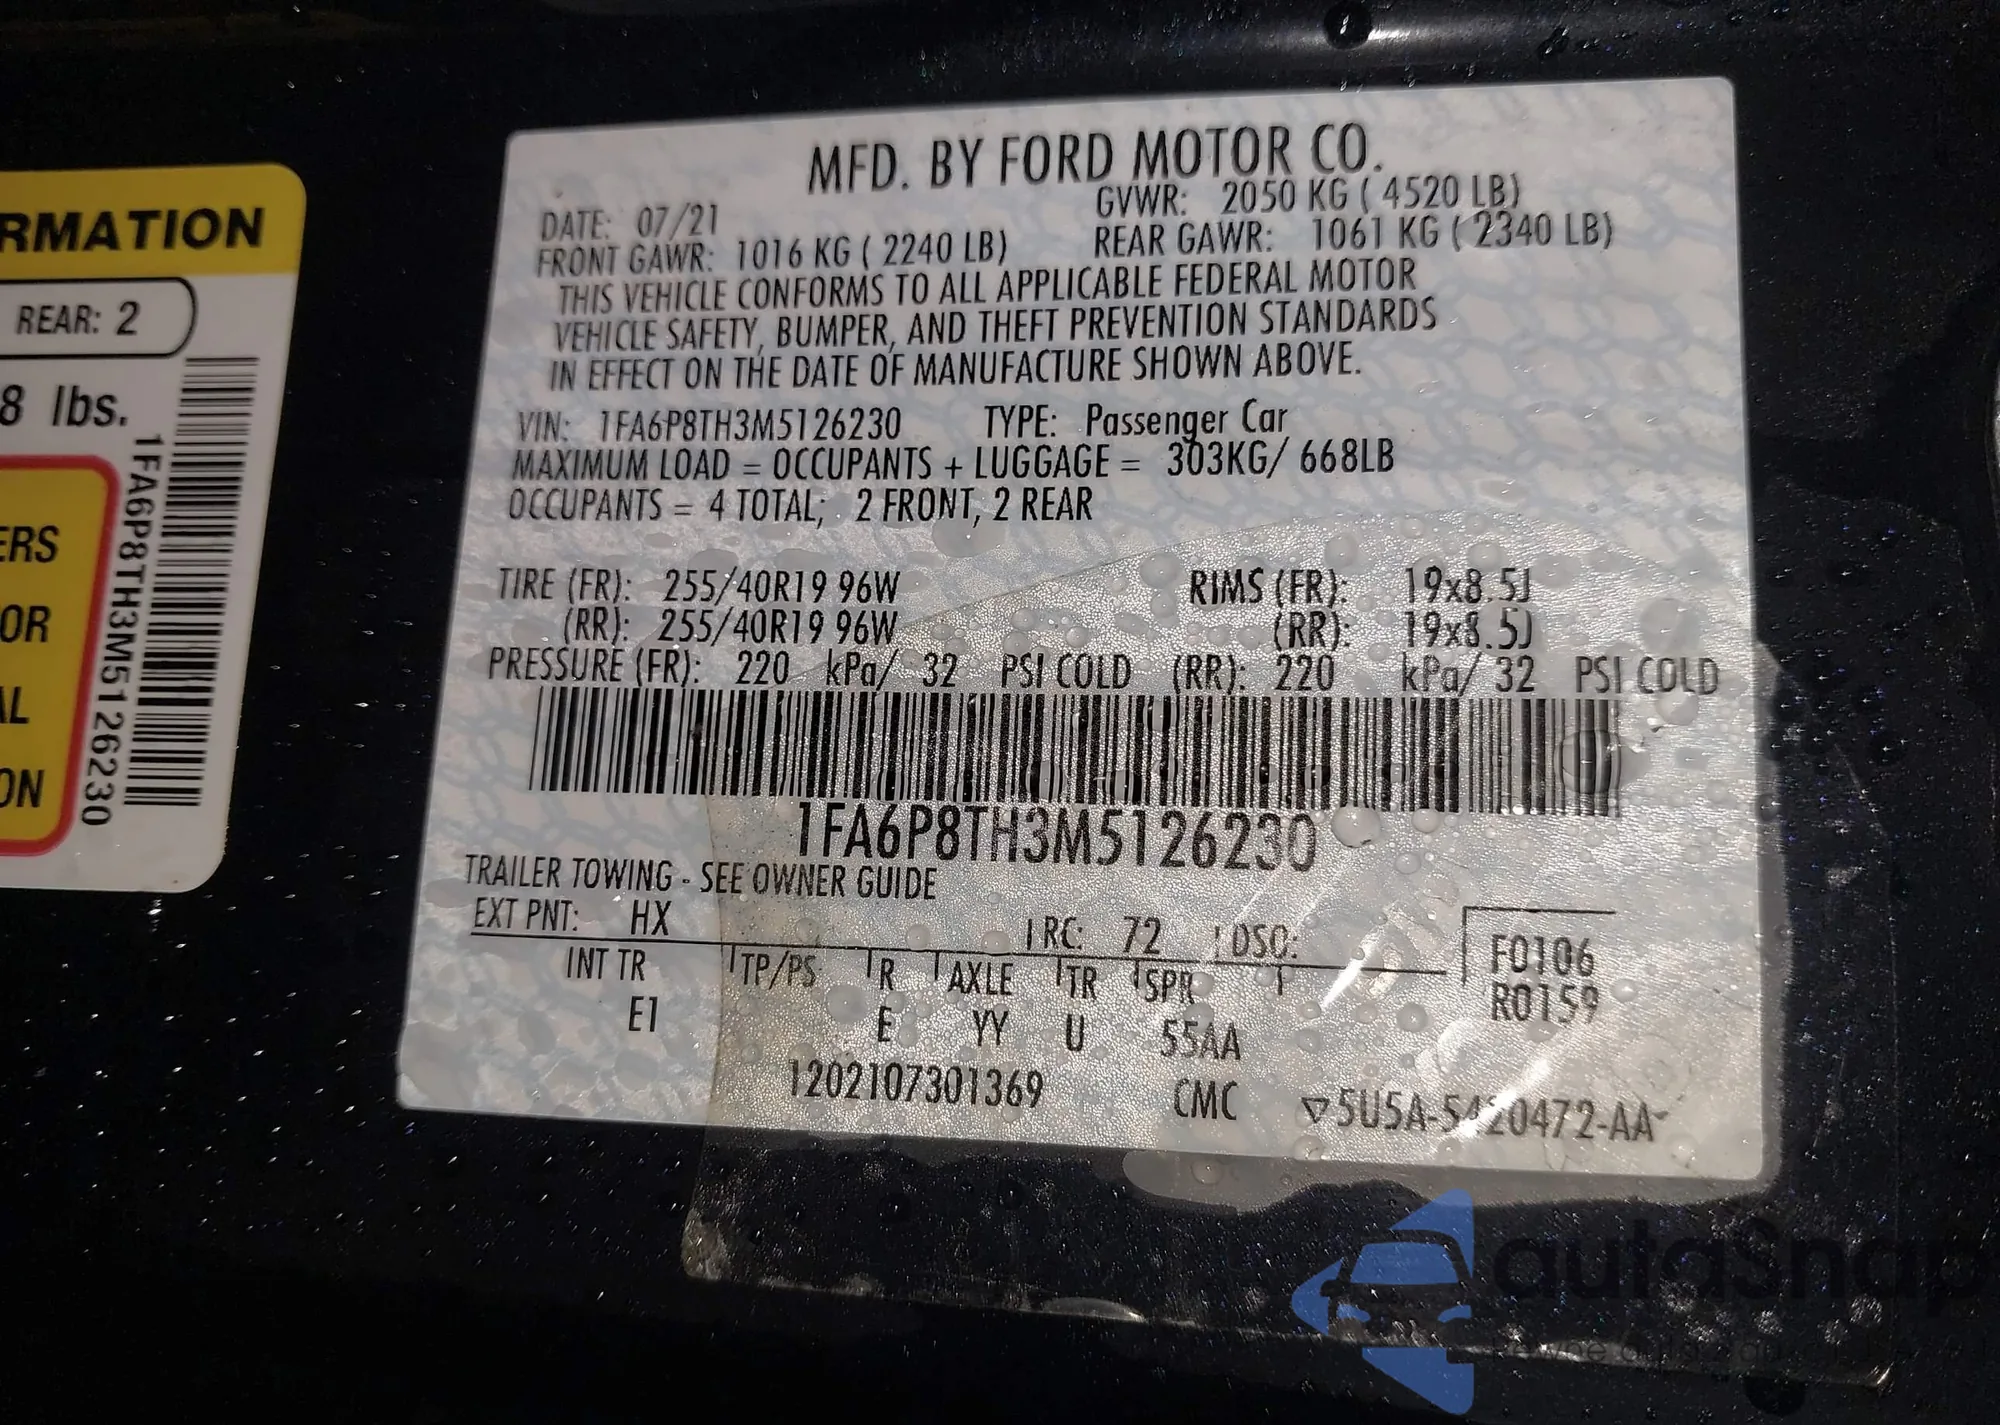 RMATION
REAR: 2
8 lbs.
ERS
OR
AL
ON
1FA6P8TH3M5126230
MFD. BY FORD MOTOR CO.
DATE: 07/21 GVWR: 2050 KG ( 4520 LB)
FRONT GAWR: 1016 KG ( 2240 LB) REAR GAWR: 1061 KG ( 2340 LB)
THIS VEHICLE CONFORMS TO ALL APPLICABLE FEDERAL MOTOR
VEHICLE SAFETY, BUMPER, AND THEFT PREVENTION STANDARDS
IN EFFECT ON THE DATE OF MANUFACTURE SHOWN ABOVE.
VIN: 1FA6P8TH3M5126230 TYPE: Passenger Car
MAXIMUM LOAD = OCCUPANTS + LUGGAGE = 303KG/ 668LB
OCCUPANTS = 4 TOTAL; 2 FRONT, 2 REAR
TIRE (FR): 255/40R19 96W RIMS (FR): 19x8.5J
(RR): 255/40R19 96W (RR): 19x8.5J
PRESSURE (FR): 220 kPa/ 32 PSI COLD (RR): 220 kPa/ 32 PSI COLD
1FA6P8TH3M5126230
TRAILER TOWING - SEE OWNER GUIDE
EXT PNT: HX RC: 72 DSO:
INT TR TP/PS R AXLE TR SPR
E1 E YY U 55AA
F0106
R0159
1202107301369 CMC ▽5U5A-5420472-AA
autaSnap